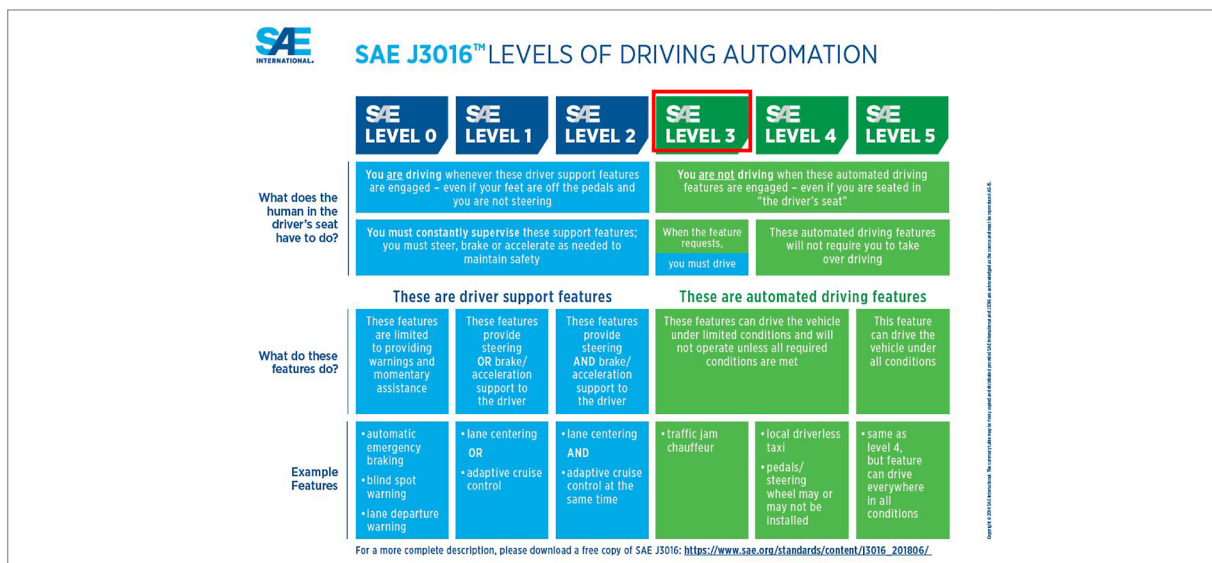 SAE
INTERNATIONAL®
SAE J3016™ LEVELS OF DRIVING AUTOMATION
SAE LEVEL 0
SAE LEVEL 1
SAE LEVEL 2
SAE LEVEL 3
SAE LEVEL 4
SAE LEVEL 5
What does the
human in the
driver's seat
have to do?
You are driving whenever these driver support features
are engaged – even if your feet are off the pedals and
you are not steering
You are not driving when these automated driving
features are engaged – even if you are seated in
"the driver's seat"
You must constantly supervise these support features;
you must steer, brake or accelerate as needed to
maintain safety
When the feature
requests,
you must drive
These automated driving features
will not require you to take
over driving
These are driver support features
These are automated driving features
What do these
features do?
These features
are limited
to providing
warnings and
momentary
assistance
These features
provide
steering
OR brake/
acceleration
support to
the driver
These features
provide
steering
AND brake/
acceleration
support to
the driver
These features can drive the vehicle
under limited conditions and will
not operate unless all required
conditions are met
This feature
can drive the
vehicle under
all conditions
Example
Features
• automatic
emergency
braking
• blind spot
warning
• lane departure
warning
• lane centering
OR
• adaptive cruise
control
• lane centering
AND
• adaptive cruise
control at the
same time
• traffic jam
chauffeur
• local driverless
taxi
• pedals/
steering
wheel may or
may not be
installed
• same as
level 4,
but feature
can drive
everywhere
in all
conditions
For a more complete description, please download a free copy of SAE J3016: https://www.sae.org/standards/content/j3016_201806/